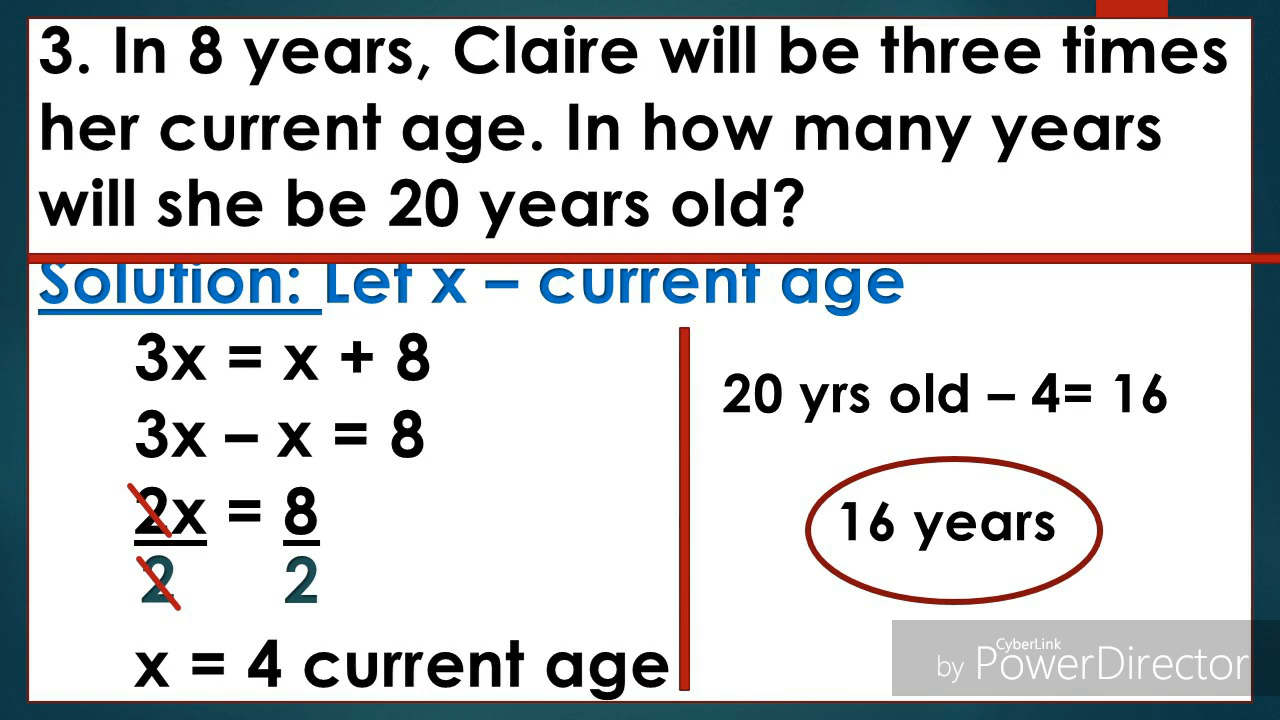 3. In 8 years, Claire will be three times
her current age. In how many years
will she be 20 years old?
Solution: Let x – current age
3x = x + 8
3x – x = 8
2x = 8
2 2
x = 4 current age
20 yrs old – 4= 16
16 years
CyberLink
by PowerDirector